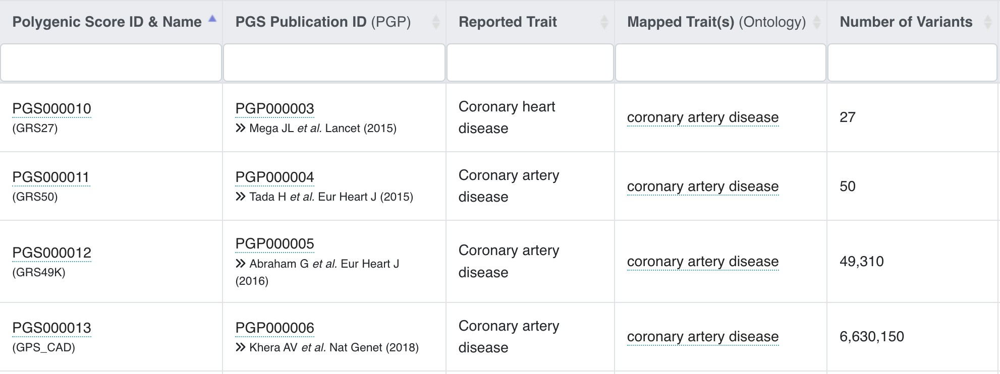 Polygenic Score ID & Name PGS Publication ID (PGP) Reported Trait Mapped Trait(s) (Ontology) Number of Variants
PGS000010
(GRS27)
PGP000003
» Mega JL et al. Lancet (2015)
Coronary heart
disease
coronary artery disease
27
PGS000011
(GRS50)
PGP000004
» Tada H et al. Eur Heart J (2015)
Coronary artery
disease
coronary artery disease
50
PGS000012
(GRS49K)
PGP000005
» Abraham G et al. Eur Heart J
(2016)
Coronary artery
disease
coronary artery disease
49,310
PGS000013
(GPS_CAD)
PGP000006
» Khera AV et al. Nat Genet (2018)
Coronary artery
disease
coronary artery disease
6,630,150